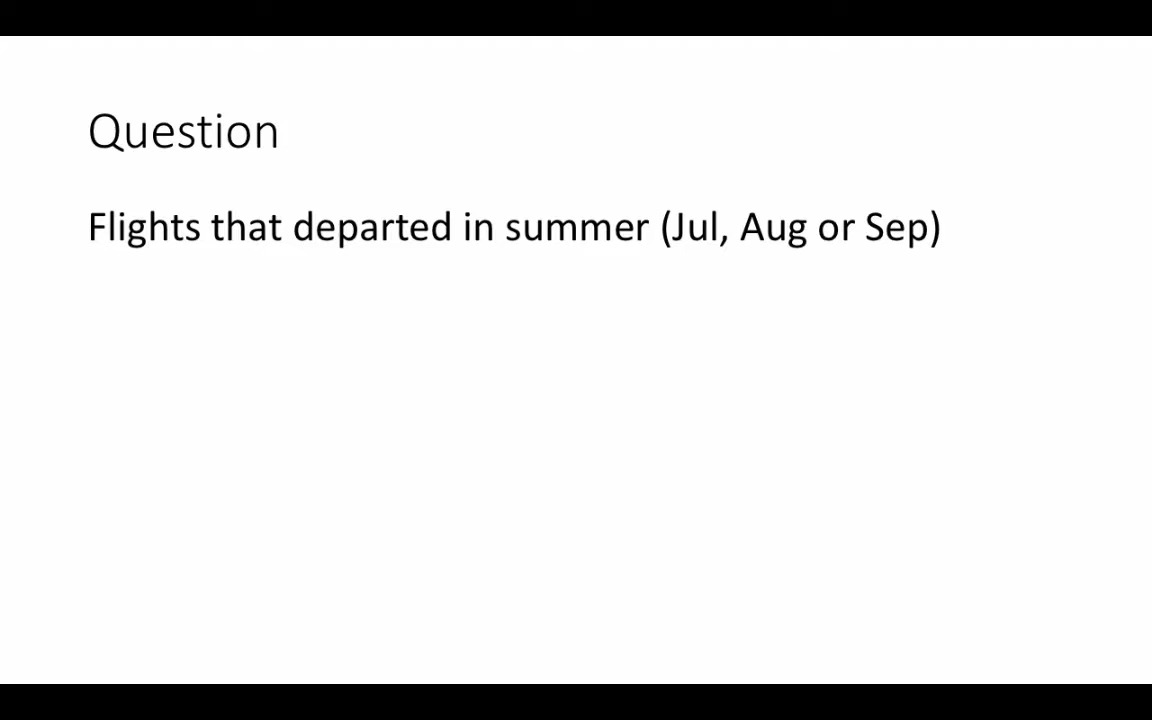 Question
Flights that departed in summer (Jul, Aug or Sep)